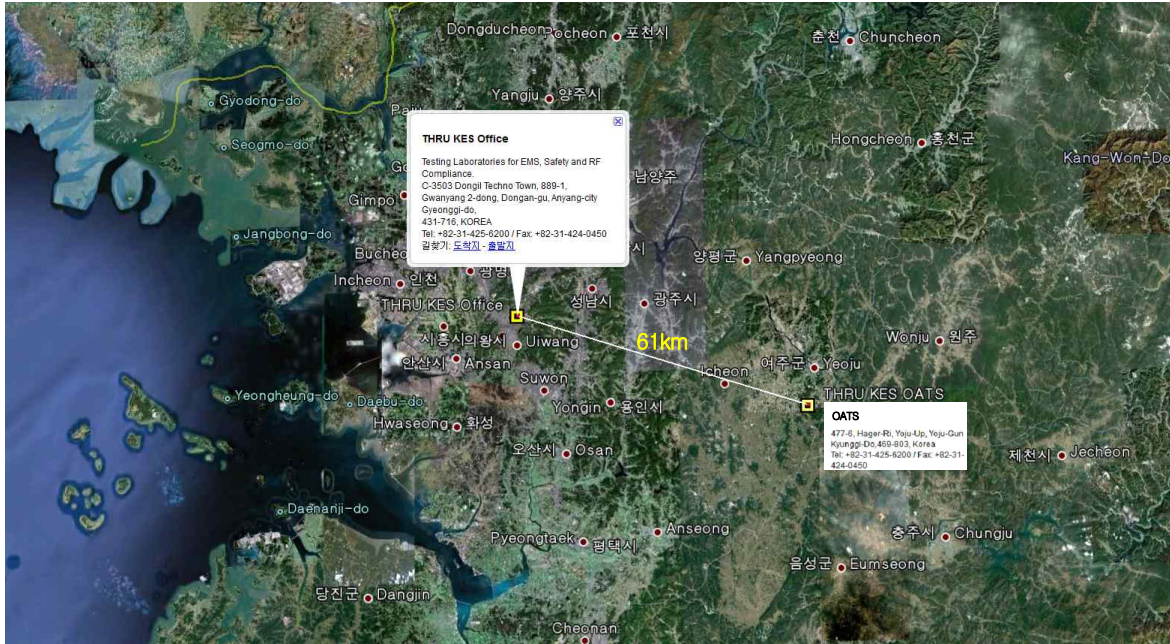 Dongducheon
Pocheon 포천시
춘천 Chuncheon
Yangju 양주시
Gyodong-do
Seogmo-do
Hongcheon 홍천군
Kang-Won-Do
THRU KES Office
Testing Laboratories for EMS, Safety and RF
Compliance.
C-3503 Dongil Techno Town, 889-1,
Gwanyang 2-dong, Dongan-gu, Anyang-city
Gyeonggi-do,
431-716, KOREA
Tel: +82-31-425-6200 / Fax: +82-31-424-0450
길찾기: 도착지 - 출발지
남양주
Gimpo
Jangbong-do
양평군 Yangpyeong
광명
Incheon 인천
성남시
광주시
THRU KES Office
시흥시
의왕시 Uiwang
61km
Wonju 원주
안산시 Ansan
여주군 Yeoju
Icheon
Suwon
Yeongheung-do
Daebu-do
Yongin 용인시
THRU KES OATS
OATS
477-6, Hager-Ri, Yoju-Up, Yoju-Gun
Kyunggi-Do,469-803, Korea
Tel: +82-31-425-6200 / Fax: +82-31-
424-0450
Hwaseong 화성
오산시 Osan
제천시 Jecheon
Daenanji-do
Anseong
Pyeongtaek 평택시
충주시 Chungju
음성군 Eumseong
당진군 Dangjin
Cheonan